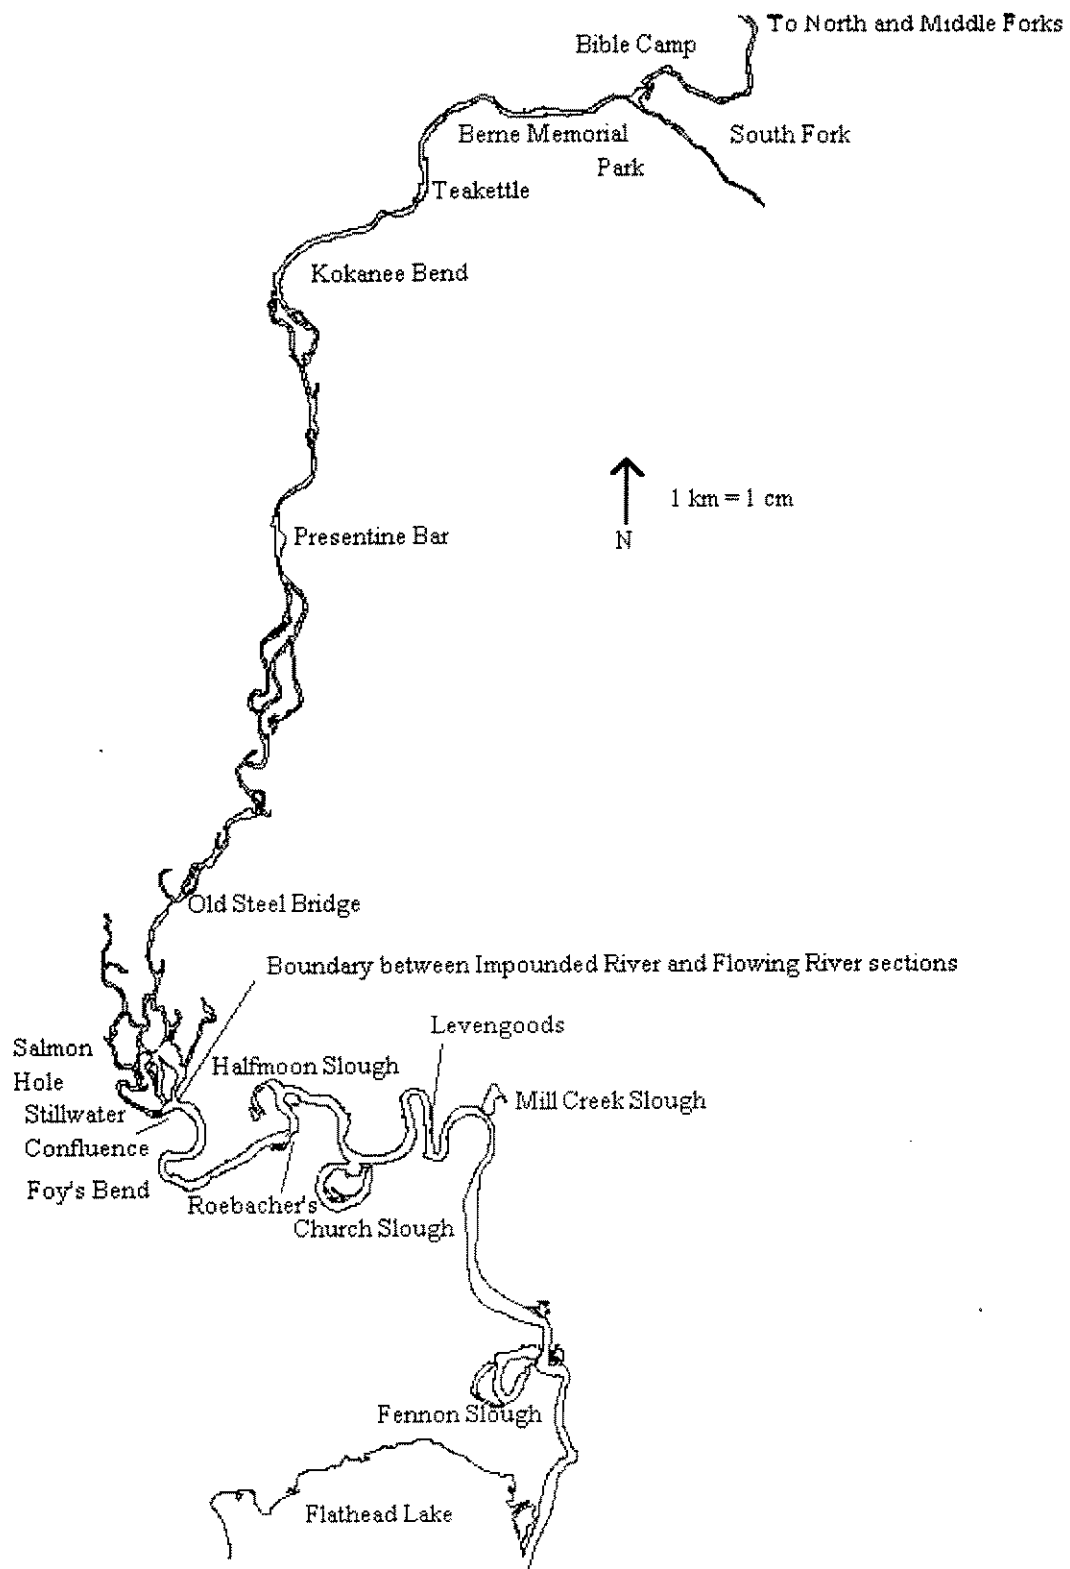 To North and Middle Forks
Bible Camp
Berne Memorial
Park
South Fork
Teakettle
Kokanee Bend
1 km = 1 cm
N
Presentine Bar
Old Steel Bridge
Boundary between Impounded River and Flowing River sections
Levengoods
Salmon
Hole
Halfmoon Slough
Mill Creek Slough
Stillwater
Confluence
Foy's Bend
Roebacher's
Church Slough
Fennon Slough
Flathead Lake